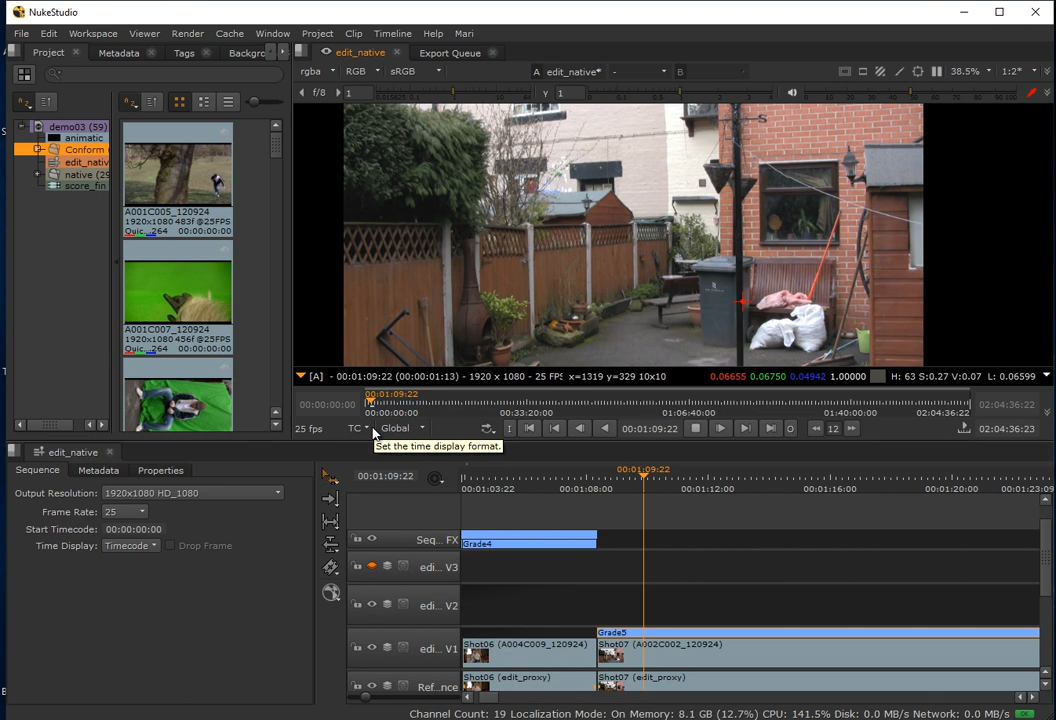 NukeStudio
File Edit Workspace Viewer Render Cache Window Project Clip Timeline Help Mari
Project Metadata Tags Backgro
edit_native Export Queue
rgba RGB sRGB A edit_native* - B 38.5% 1:2*
f/8 1 Y 1
demo03 (59)
animatic
Conform
edit_nativ
native (29
score_fin
A001C005_120924
1920x1080 483f @25FPS
Quic...264 00:00:00:00
A001C007_120924
1920x1080 456f @25FPS
Quic...264 00:00:00:00
[A] - 00:01:09:22 (00:00:01:13) - 1920 x 1080 - 25 FPS x=1319 y=329 10x10 0.06655 0.06750 0.04942 1.00000 H: 63 S:0.27 V:0.07 L: 0.06599
00:01:09:22
00:00:00:00 02:04:36:22
00:00:00:00 00:33:20:00 01:06:40:00 01:40:00:00 02:04:36:22
25 fps TC Global I 00:01:09:22 O 12 02:04:36:23
Set the time display format.
edit_native
Sequence Metadata Properties
Output Resolution: 1920x1080 HD_1080
Frame Rate: 25
Start Timecode: 00:00:00:00
Time Display: Timecode Drop Frame
00:01:09:22
00:01:09:22
00:01:03:22 00:01:08:00 00:01:12:00 00:01:16:00 00:01:20:00 00:01:23:09
Seq... FX
Grade4
edi... V3
edi... V2
Grade5
edi... V1
Shot06 (A004C009_120924) Shot07 (A002C002_120924)
Ref...nce
Shot06 (edit_proxy) Shot07 (edit_proxy)
Channel Count: 19 Localization Mode: On Memory: 8.1 GB (12.7%) CPU: 141.5% Disk: 0.0 MB/s Network: 0.0 MB/s